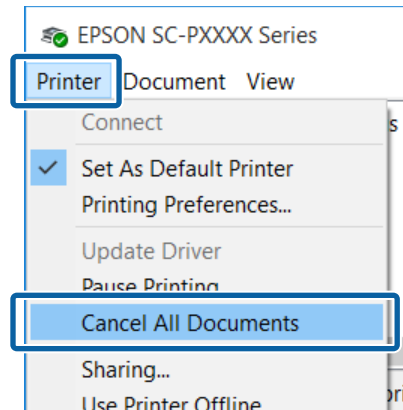 EPSON SC-PXXXX Series
Printer Document View
Connect
Set As Default Printer
Printing Preferences...
Update Driver
Pause Printing
Cancel All Documents
Sharing...
Use Printer Offline